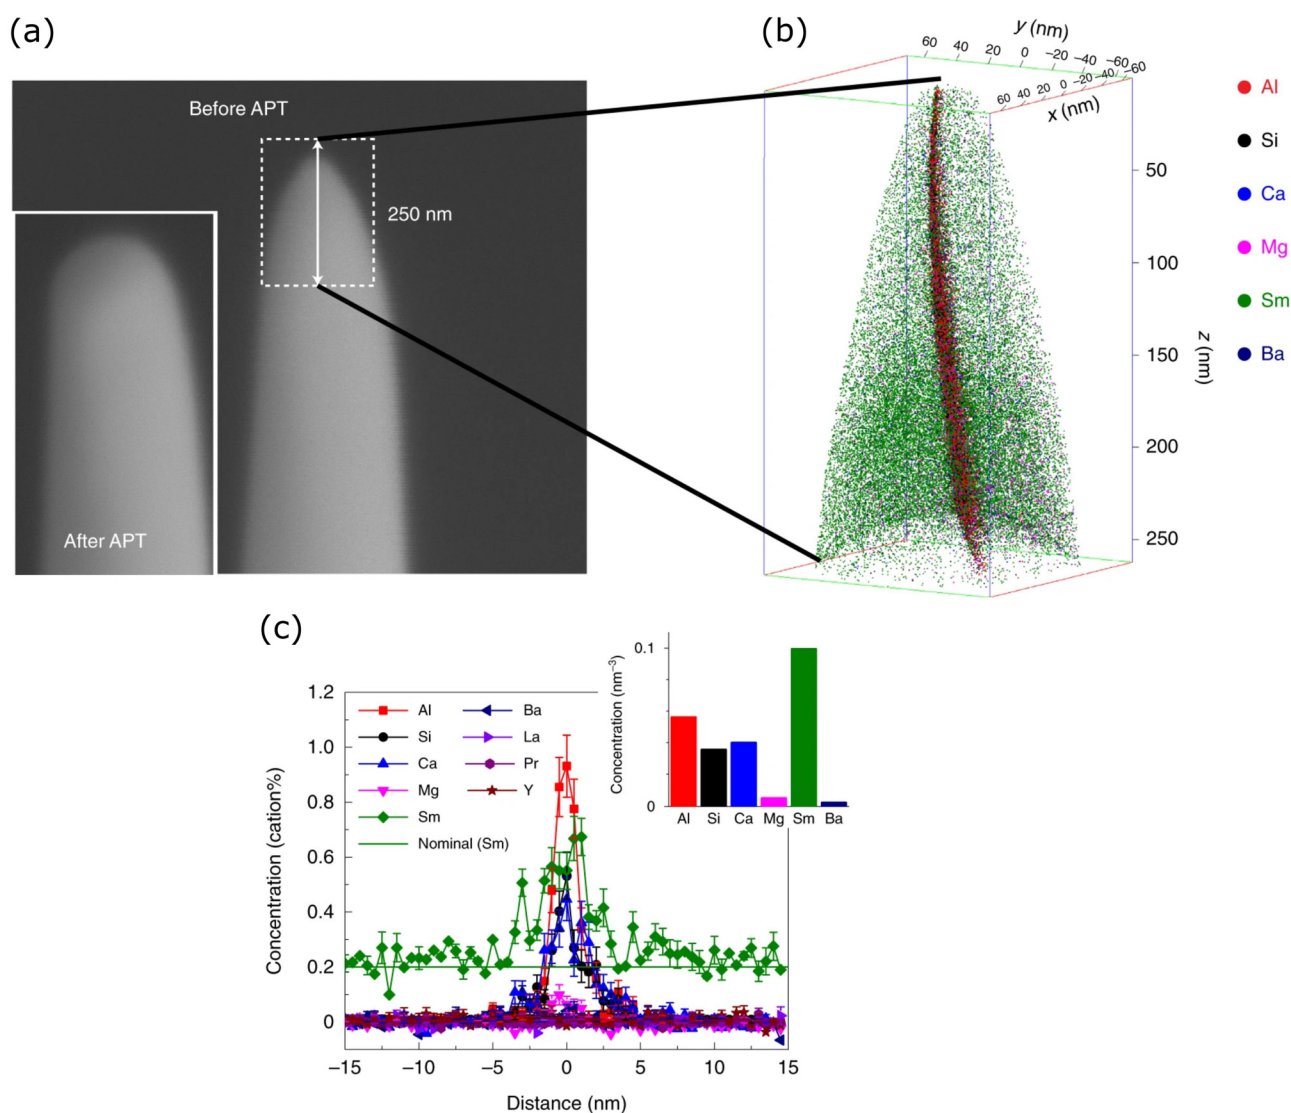 (a)
Before APT
250 nm
After APT
(b)
y (nm)
60 40 20 0 −20 −40 −60
−60
−40
−20
0
20
40
60
x (nm)
50
100
150
200
250
z (nm)
Al
Si
Ca
Mg
Sm
Ba
(c)
Concentration (cation%)
1.2
1.0
0.8
0.6
0.4
0.2
0
Al
Si
Ca
Mg
Sm
Nominal (Sm)
Ba
La
Pr
Y
Concentration (nm−3)
0.1
0
Al Si Ca Mg Sm Ba
−15 −10 −5 0 5 10 15
Distance (nm)